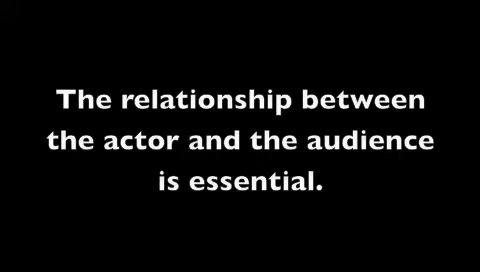 The relationship between
the actor and the audience
is essential.